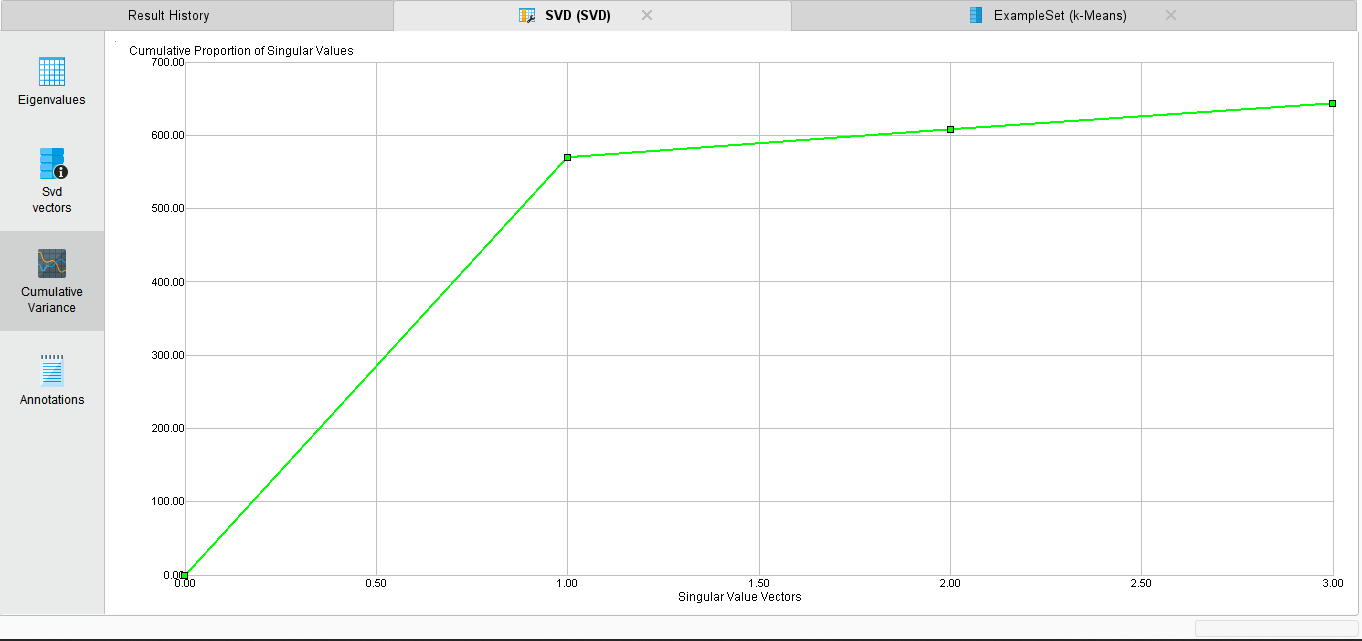 Result History
SVD (SVD)
ExampleSet (k-Means)
Eigenvalues
Svd
vectors
Cumulative
Variance
Annotations
Cumulative Proportion of Singular Values
700.00
600.00
500.00
400.00
300.00
200.00
100.00
0.00
0.00 0.50 1.00 1.50 2.00 2.50 3.00
Singular Value Vectors